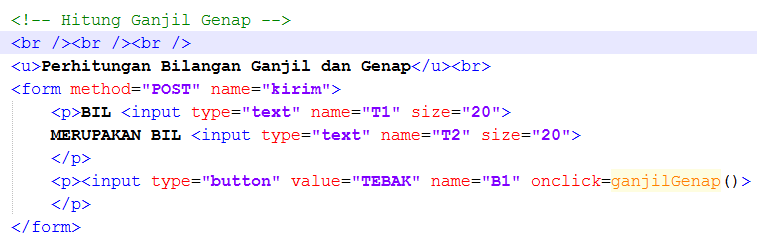 <!-- Hitung Ganjil Genap -->
<br /><br /><br />
<u>Perhitungan Bilangan Ganjil dan Genap</u><br>
<form method="POST" name="kirim">
<p>BIL <input type="text" name="T1" size="20">
MERUPAKAN BIL <input type="text" name="T2" size="20">
</p>
<p><input type="button" value="TEBAK" name="B1" onclick=ganjilGenap()>
</p>
</form>